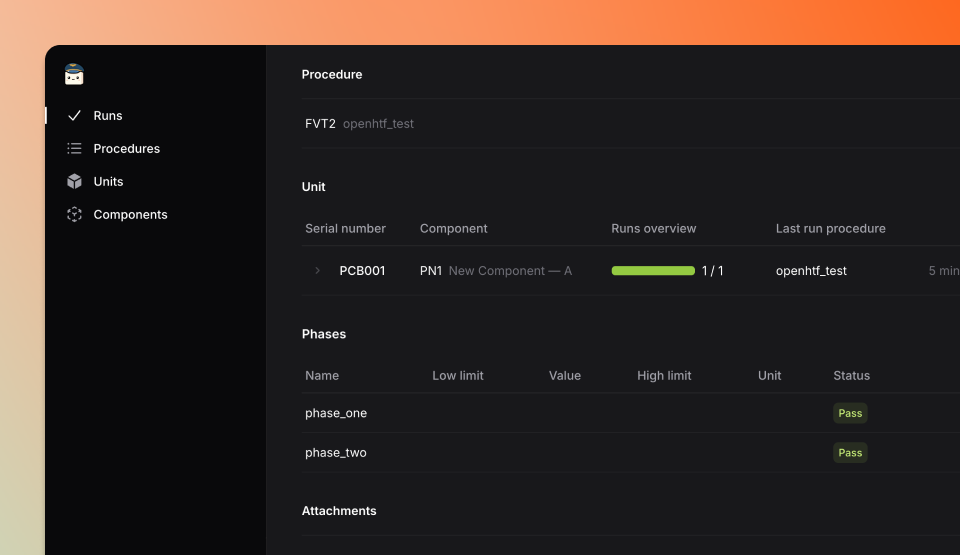 Runs
Procedures
Units
Components
Procedure
FVT2 openhtf_test
Unit
Serial number Component Runs overview Last run procedure
PCB001 PN1 New Component — A 1 / 1 openhtf_test 5 min
Phases
Name Low limit Value High limit Unit Status
phase_one Pass
phase_two Pass
Attachments